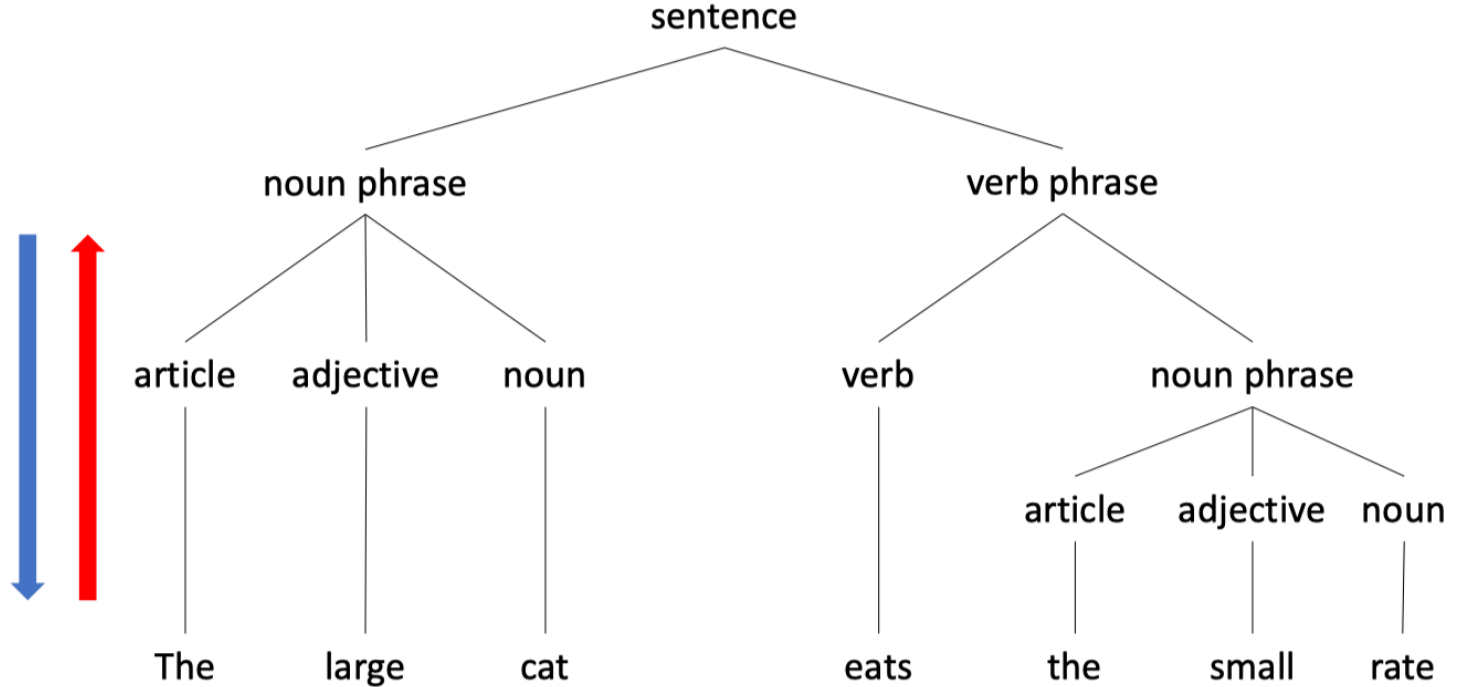 sentence
noun phrase verb phrase
article adjective noun verb noun phrase
article adjective noun
The large cat eats the small rate